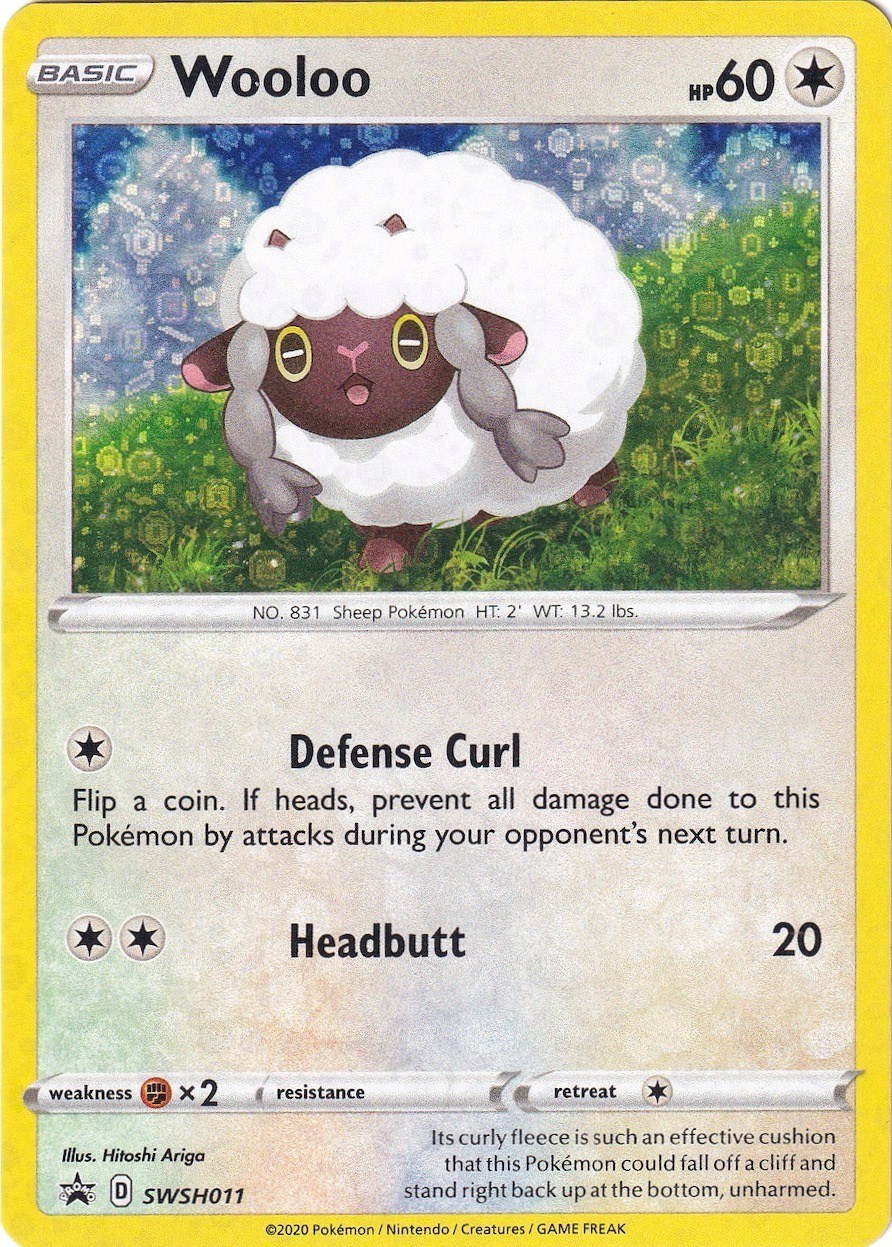 BASIC Wooloo HP60
NO. 831 Sheep Pokémon HT: 2' WT: 13.2 lbs.
Defense Curl
Flip a coin. If heads, prevent all damage done to this
Pokémon by attacks during your opponent's next turn.
Headbutt 20
weakness ×2 resistance retreat
Its curly fleece is such an effective cushion
that this Pokémon could fall off a cliff and
stand right back up at the bottom, unharmed.
Illus. Hitoshi Ariga
D SWSH011
©2020 Pokémon / Nintendo / Creatures / GAME FREAK